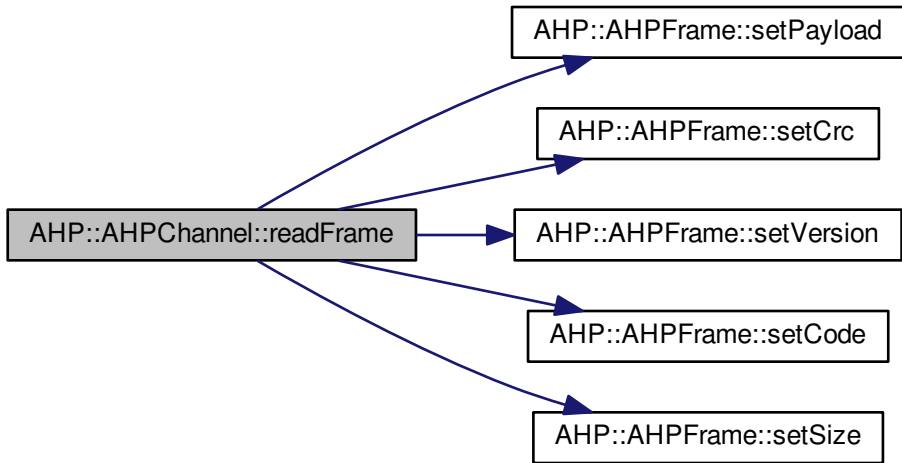 AHP::AHPFrame::setPayload
AHP::AHPFrame::setCrc
AHP::AHPChannel::readFrame
AHP::AHPFrame::setVersion
AHP::AHPFrame::setCode
AHP::AHPFrame::setSize